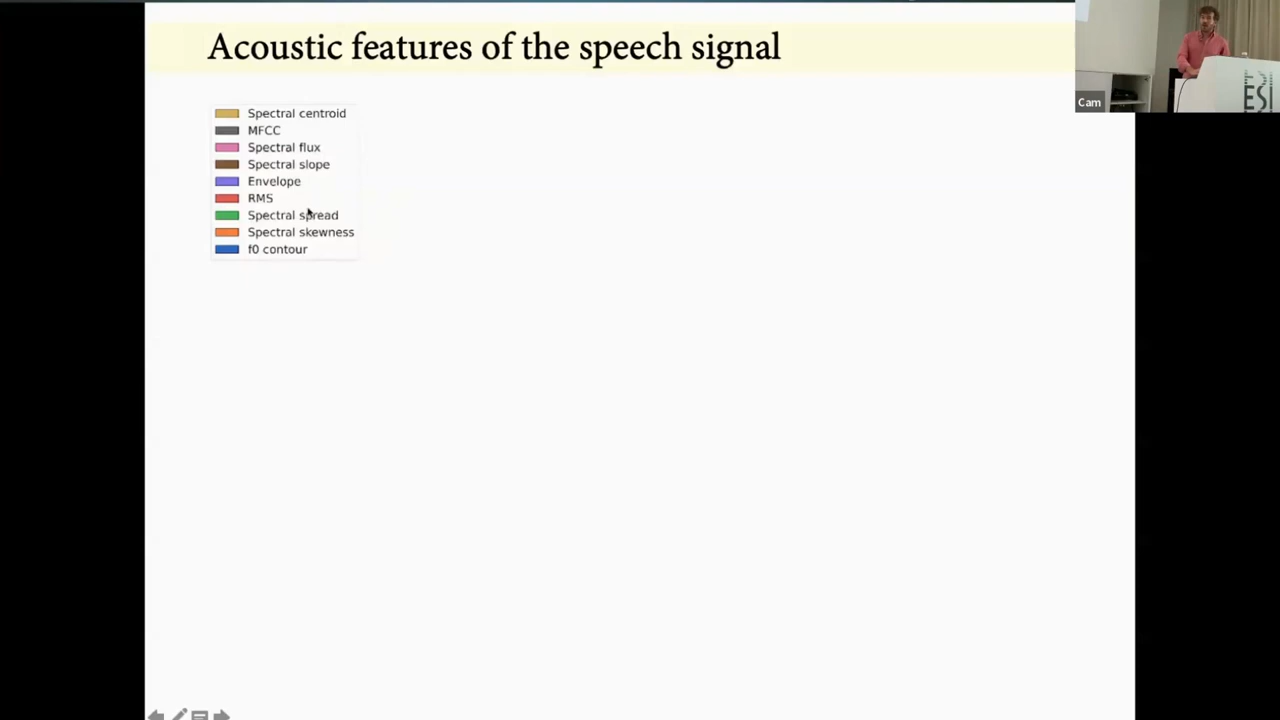 Acoustic features of the speech signal
Spectral centroid
MFCC
Spectral flux
Spectral slope
Envelope
RMS
Spectral spread
Spectral skewness
f0 contour
Cam
ESI